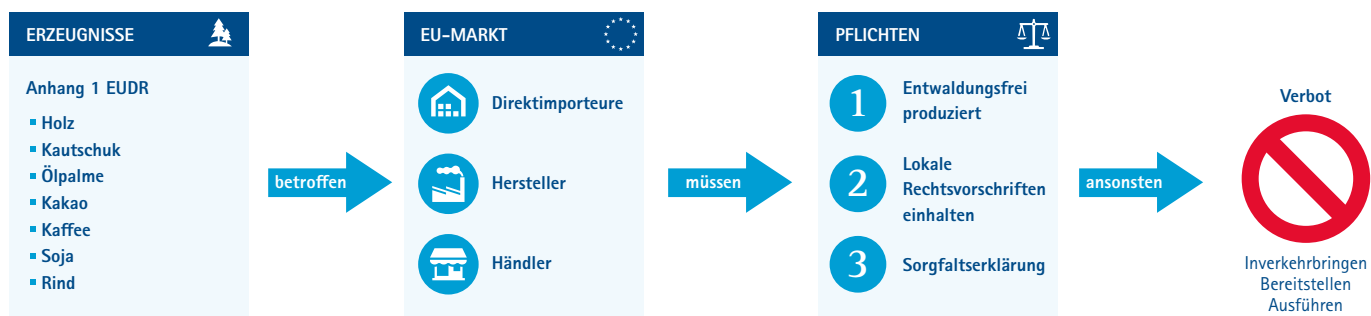 ERZEUGNISSE
Anhang 1 EUDR
Holz
Kautschuk
Ölpalme
Kakao
Kaffee
Soja
Rind
betroffen
EU-MARKT
Direktimporteure
Hersteller
Händler
müssen
PFLICHTEN
1
Entwaldungsfrei
produziert
2
Lokale
Rechtsvorschriften
einhalten
3
Sorgfaltserklärung
ansonsten
Verbot
Inverkehrbringen
Bereitstellen
Ausführen